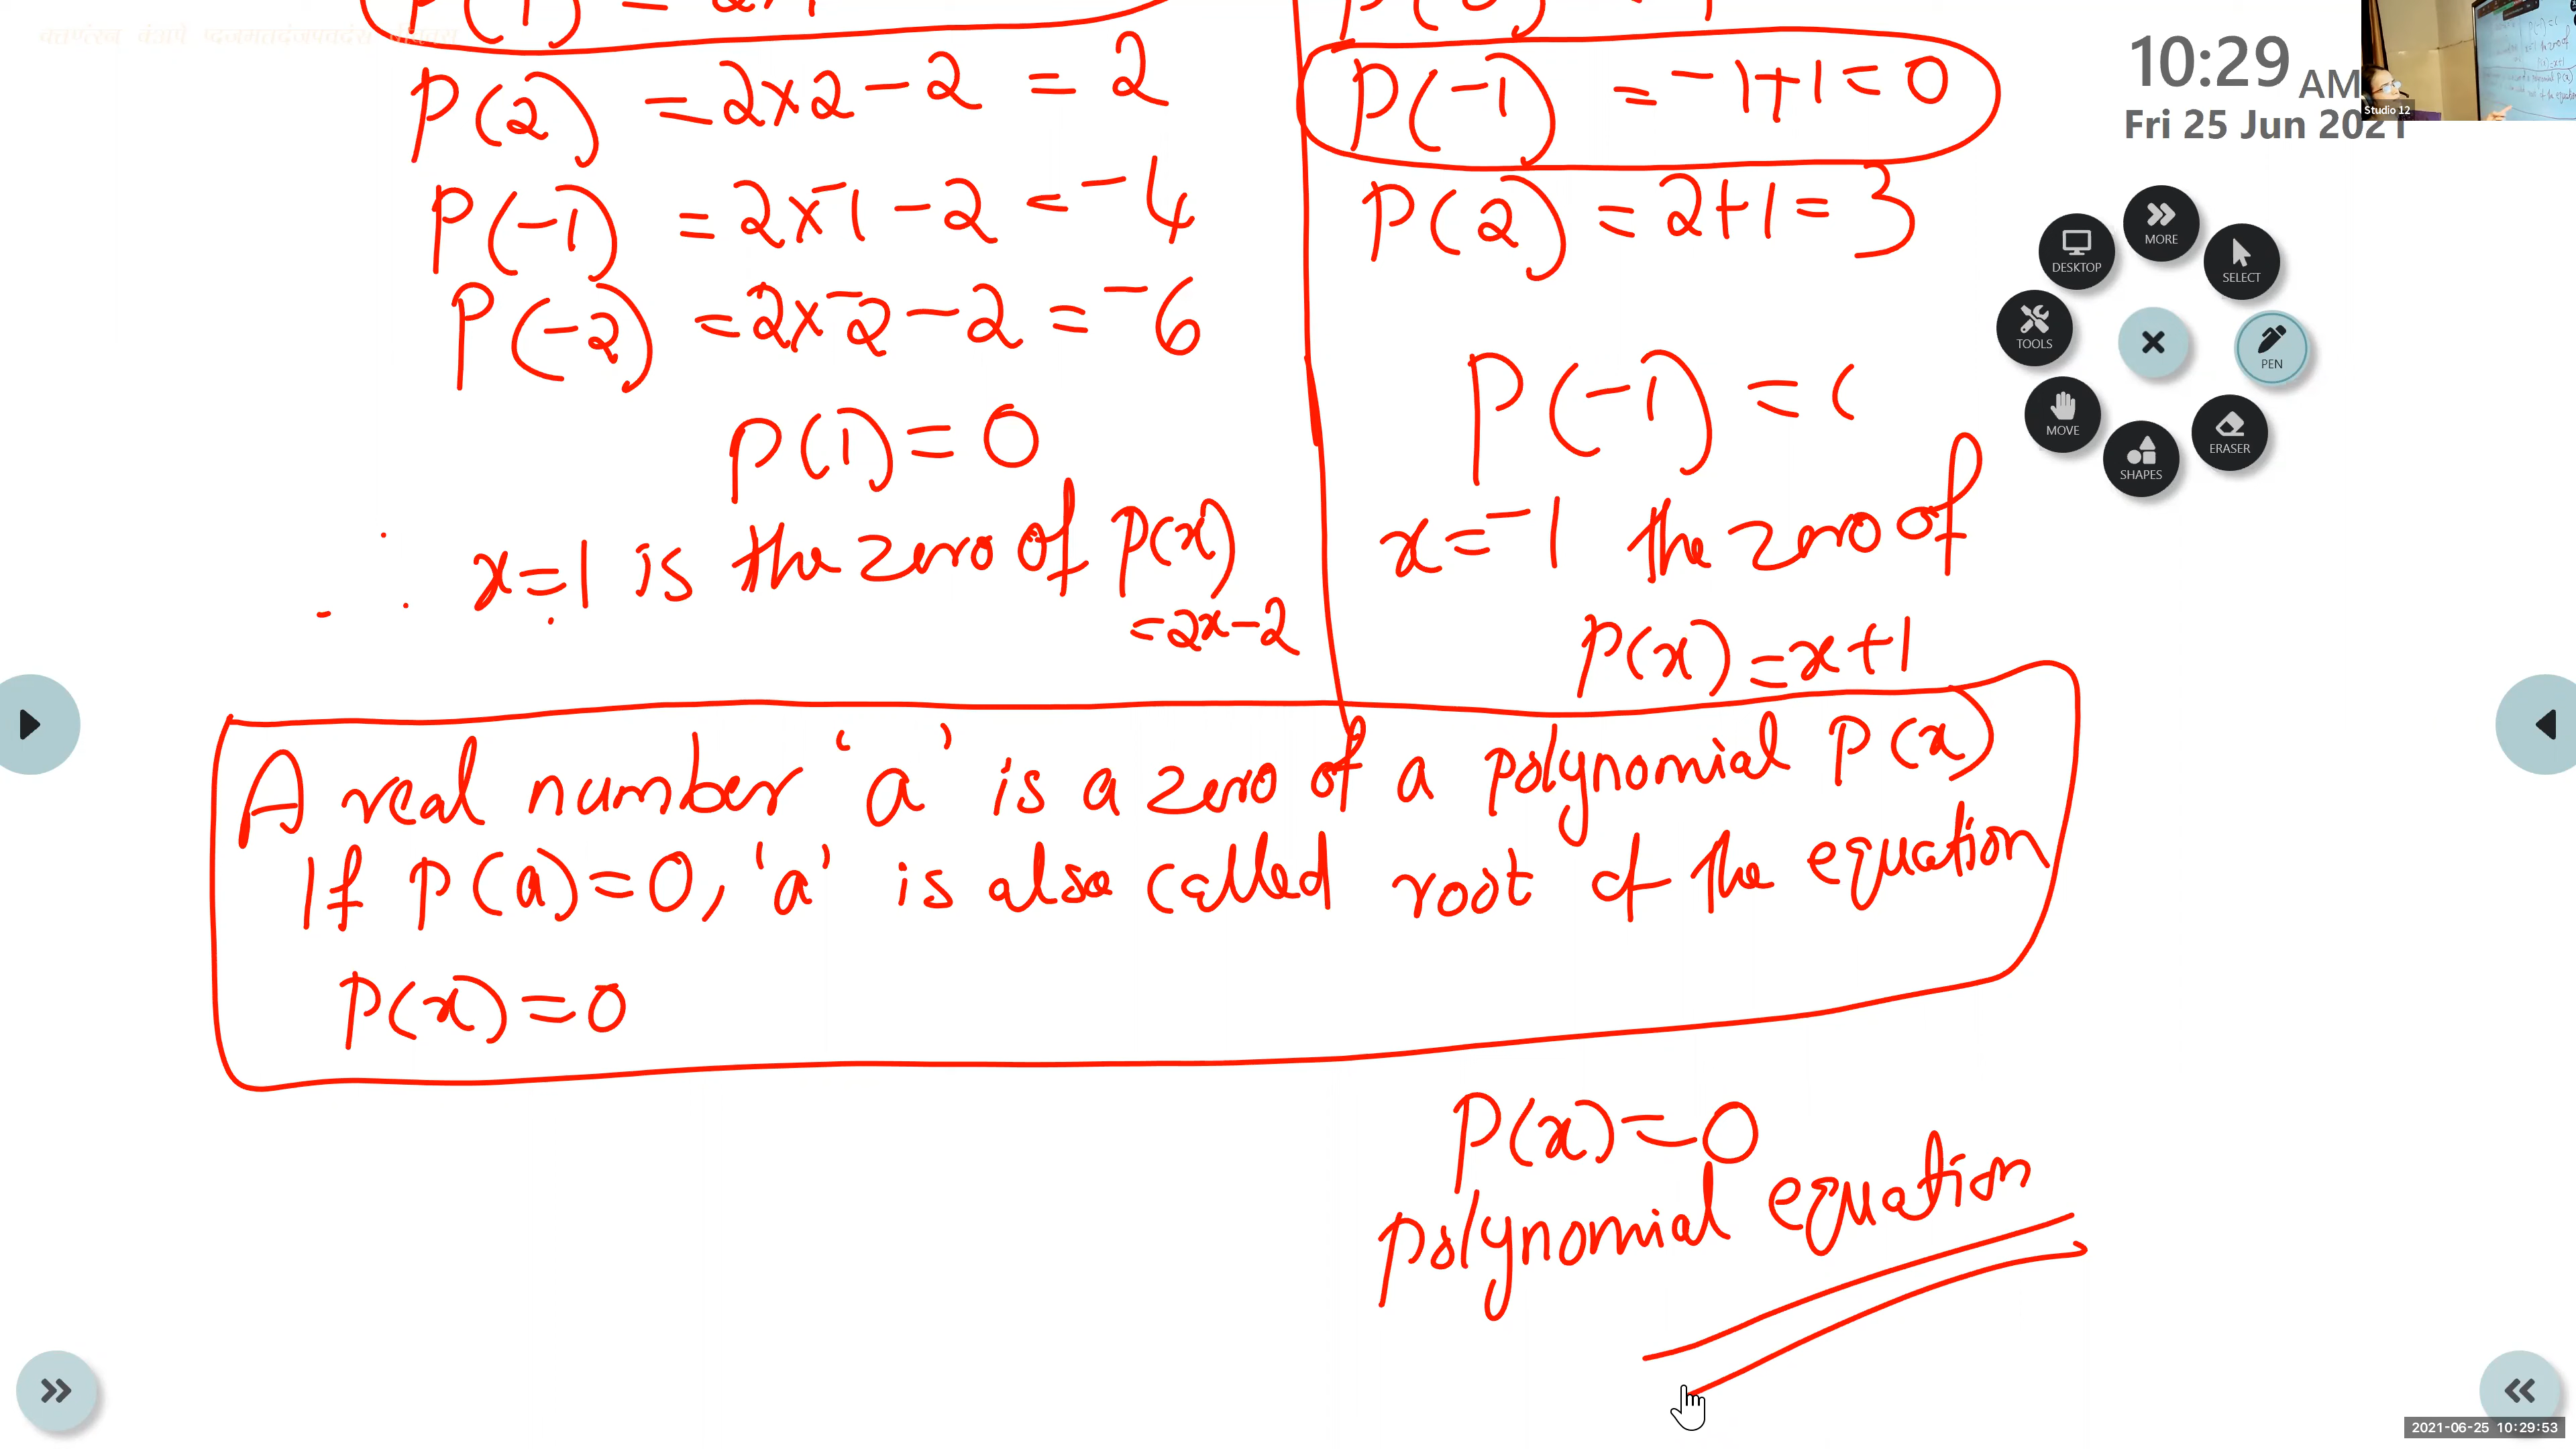 P(2) = 2×2-2 = 2
P(-1) = 2×-1-2 = -4
P(-2) = 2×-2-2 = -6
P(1) = 0
∴ x=1 is the zero of P(x)
=2x-2
P(-1) = -1+1=0
P(2) = 2+1= 3
P(-1) = (
x=-1 the zero of
P(x)=x+1
A real number 'a' is a zero of a polynomial P(x)
If P(a)=0, 'a' is also called root of the equation
P(x)=0
P(x)=0
polynomial equation
10:29 AM
Fri 25 Jun 2021
Studio 12
MORE
DESKTOP
SELECT
TOOLS
PEN
MOVE
ERASER
SHAPES
2021-06-25 10:29:53